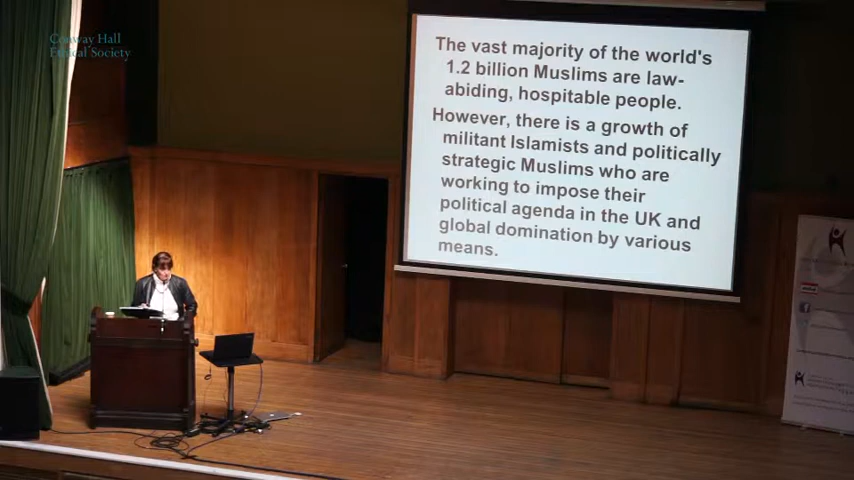 Conway Hall
Ethical Society
The vast majority of the world's
1.2 billion Muslims are law-
abiding, hospitable people.
However, there is a growth of
militant Islamists and politically
strategic Muslims who are
working to impose their
political agenda in the UK and
global domination by various
means.